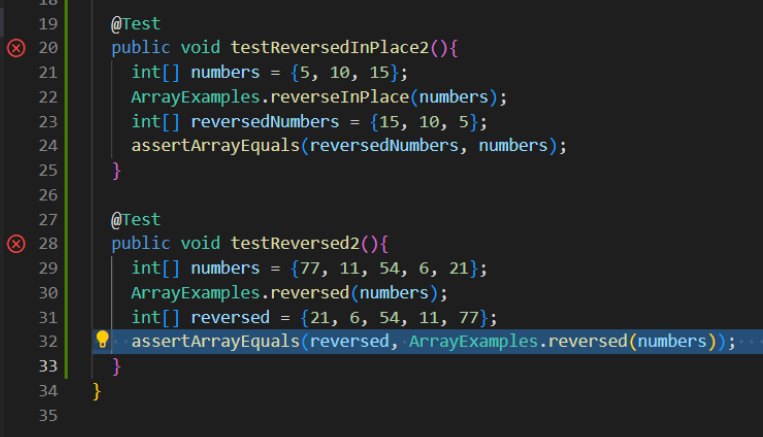 18
19 @Test
20 public void testReversedInPlace2(){
21 int[] numbers = {5, 10, 15};
22 ArrayExamples.reverseInPlace(numbers);
23 int[] reversedNumbers = {15, 10, 5};
24 assertArrayEquals(reversedNumbers, numbers);
25 }
26
27 @Test
28 public void testReversed2(){
29 int[] numbers = {77, 11, 54, 6, 21};
30 ArrayExamples.reversed(numbers);
31 int[] reversed = {21, 6, 54, 11, 77};
32 assertArrayEquals(reversed, ArrayExamples.reversed(numbers));
33 }
34 }
35